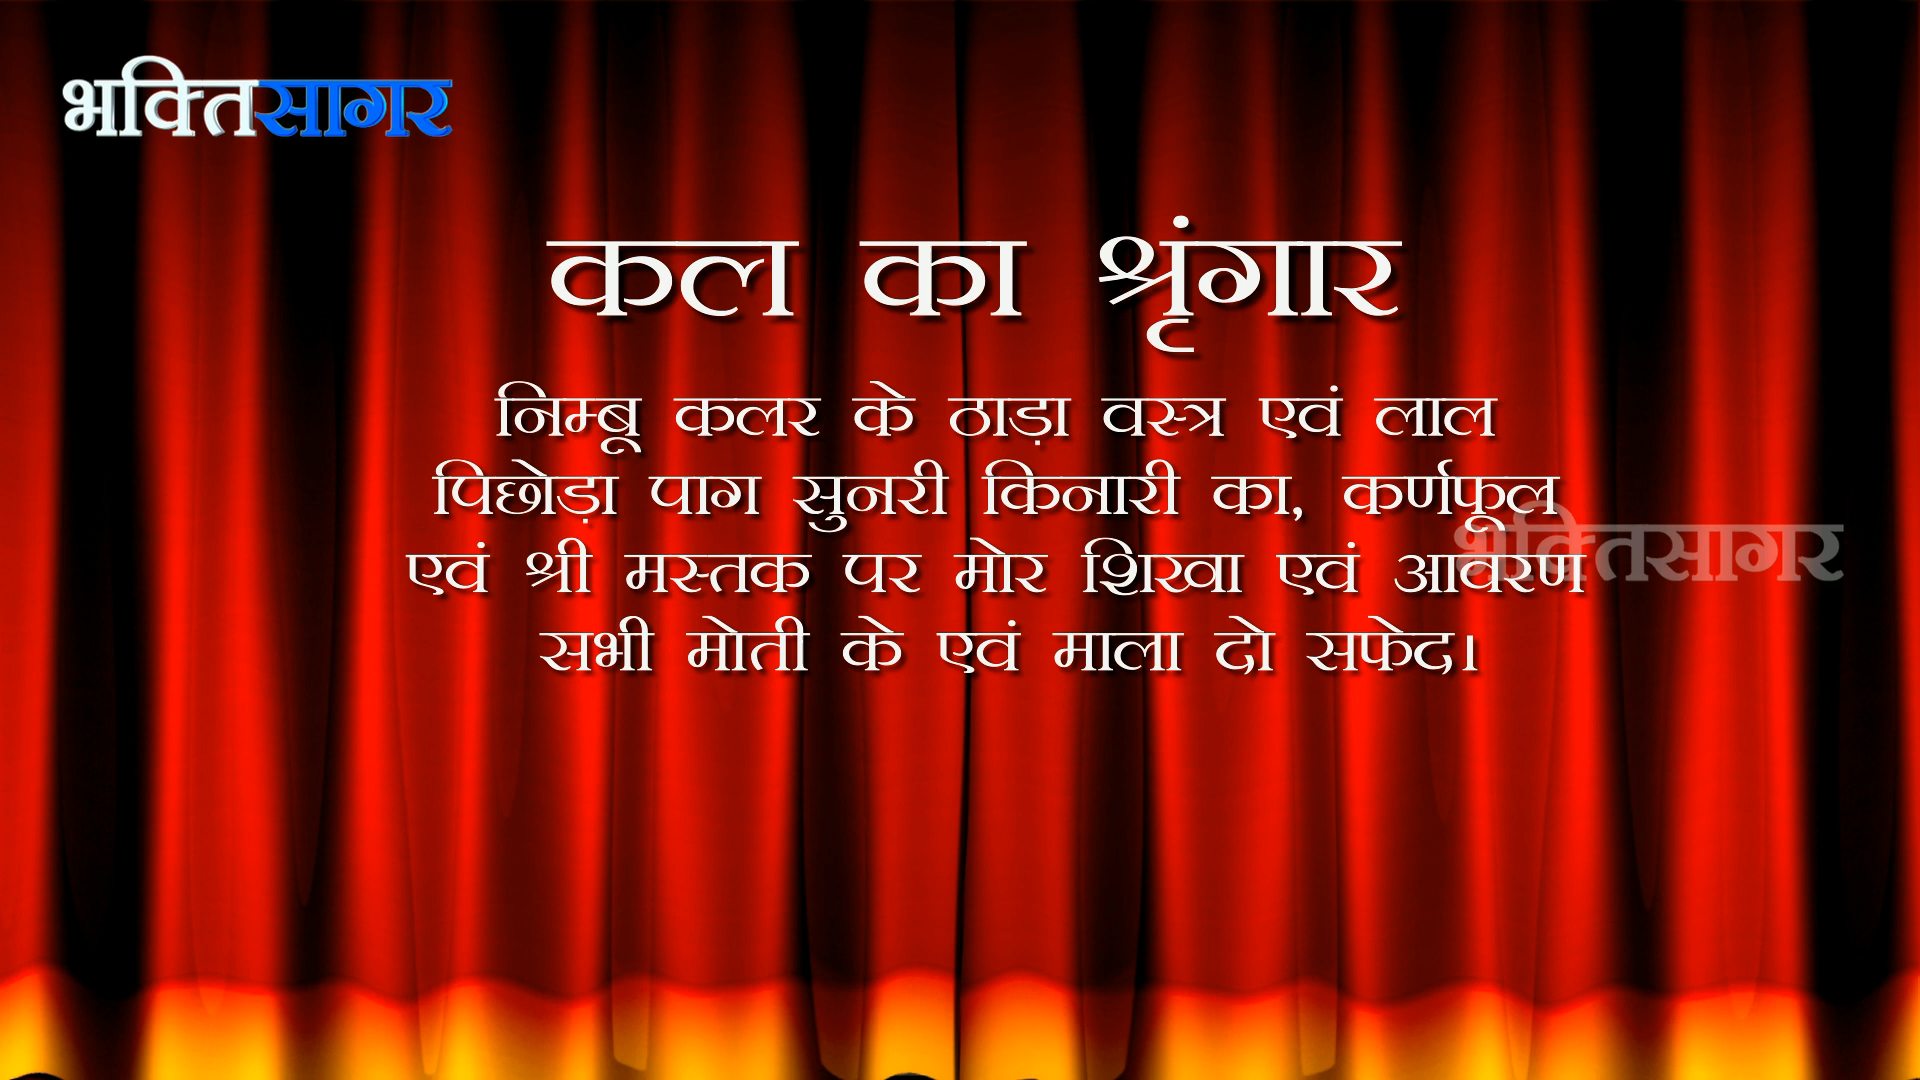 भक्तिसागर
कल का श्रृंगार
निम्बू कलर के ठाड़ा वस्त्र एवं लाल
पिछोड़ा पाग सुनरी किनारी का, कर्णफूल
एवं श्री मस्तक पर मोर शिखा एवं आवरण
सभी मोती के एवं माला दो सफेद।
भक्तिसागर